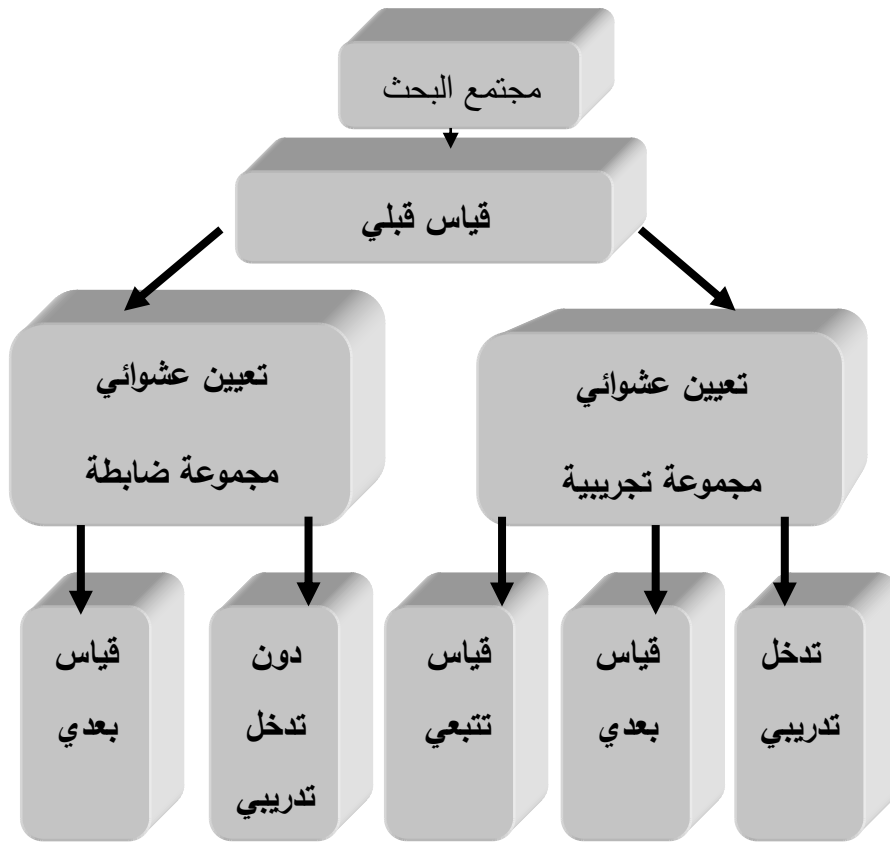 مجتمع البحث
قياس قبلي
تعيين عشوائي
مجموعة تجريبية
تعيين عشوائي
مجموعة ضابطة
تدخل
تدريبي
قياس
بعدي
قياس
تتبعي
دون
تدخل
تدريبي
قياس
بعدي